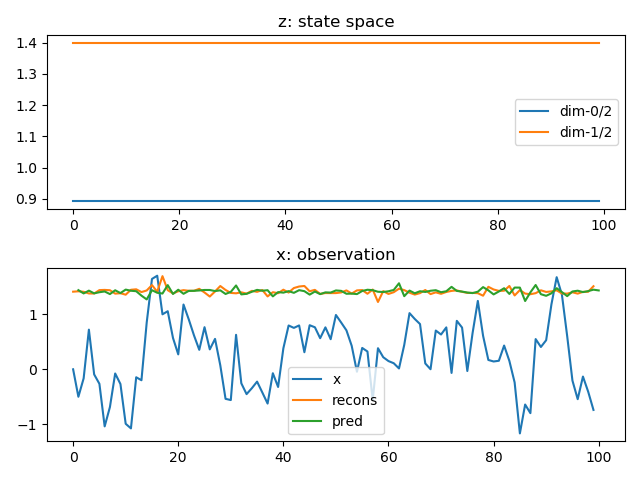 z: state space
1.4
1.3
1.2
1.1
1.0
0.9
dim-0/2
dim-1/2
0 20 40 60 80 100
x: observation
1
0
−1
x
recons
pred
0 20 40 60 80 100